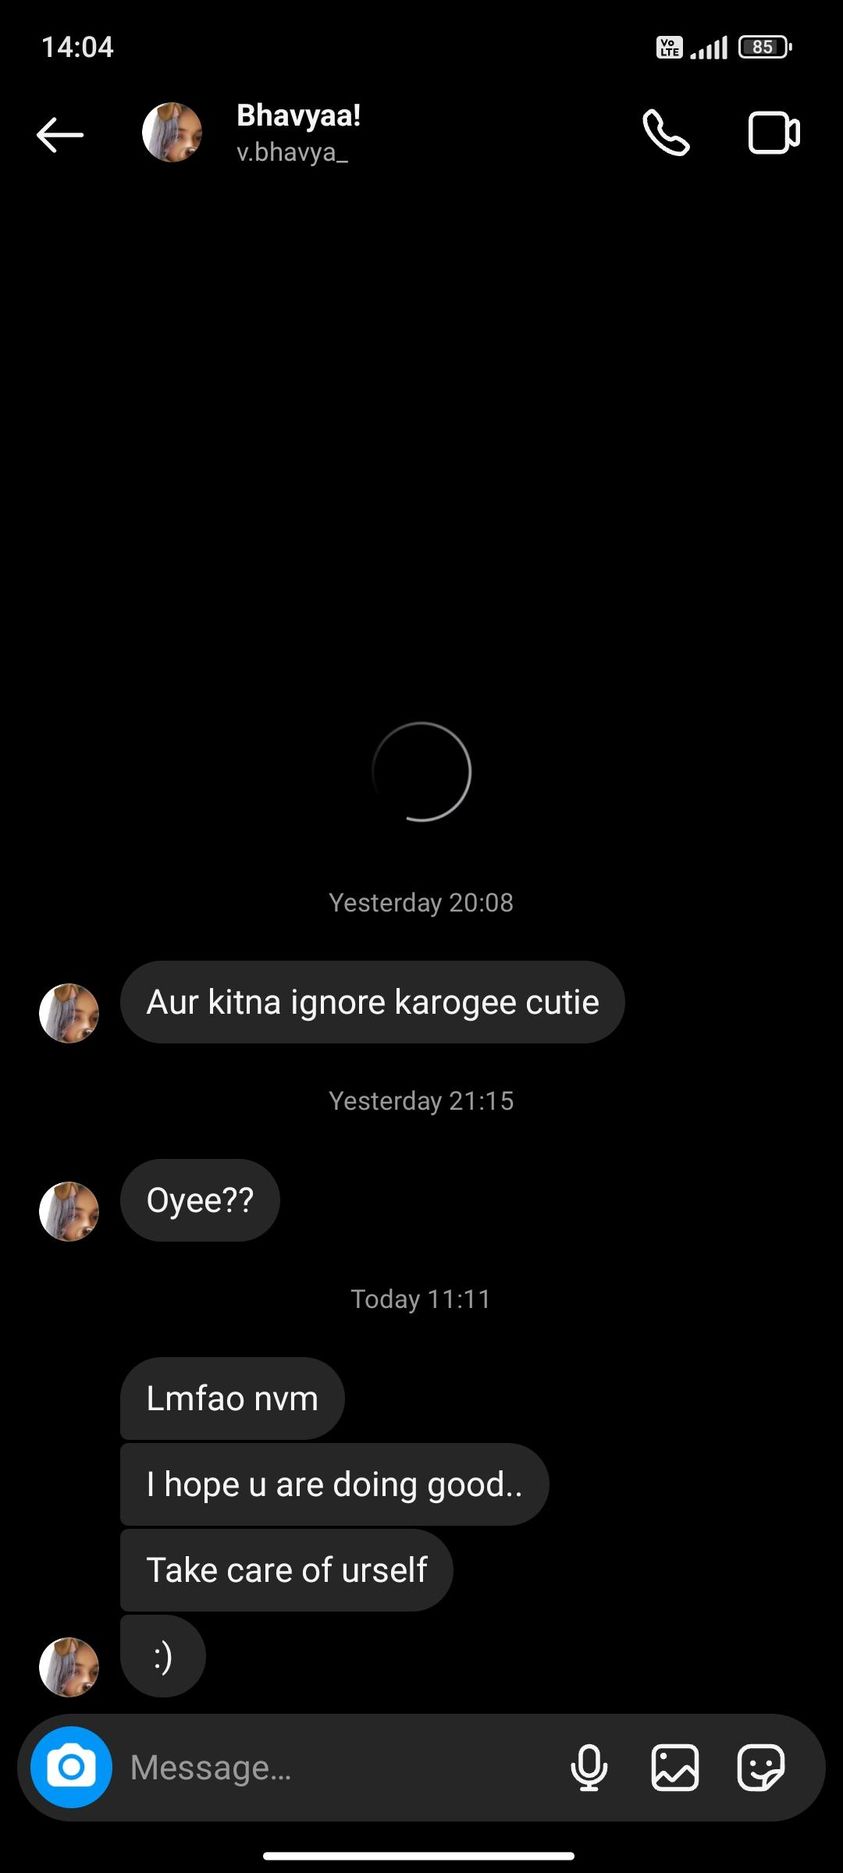 14:04
Vo LTE 85
Bhavyaa!
v.bhavya_
Yesterday 20:08
Aur kitna ignore karogee cutie
Yesterday 21:15
Oyee??
Today 11:11
Lmfao nvm
I hope u are doing good..
Take care of urself
:)
Message...